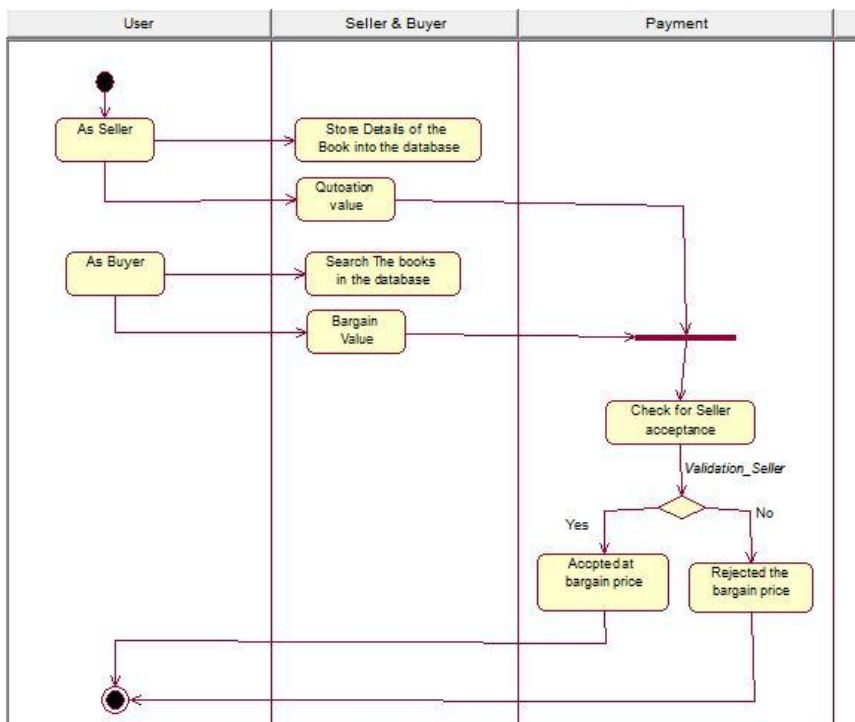 User
Seller & Buyer
Payment
As Seller
Store Details of the
Book into the database
Qutoation
value
As Buyer
Search The books
in the database
Bargain
Value
Check for Seller
acceptance
Validation_Seller
Yes
No
Accpted at
bargain price
Rejected the
bargain price